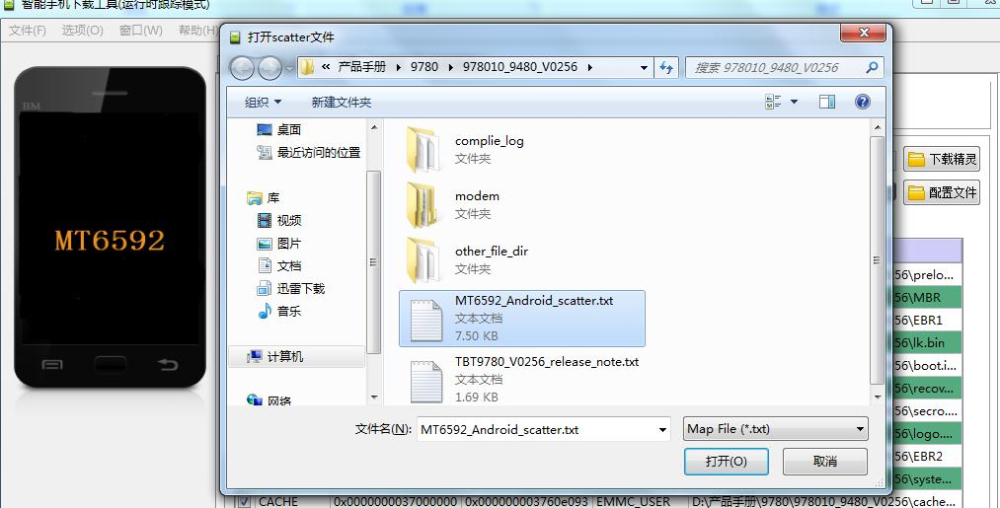 智能手机下载工具(运行时跟踪模式)
文件(F) 选项(O) 窗口(W) 帮助(H)
打开scatter文件
« 产品手册 9780 978010_9480_V0256
搜索 978010_9480_V0256
组织 新建文件夹
BM
MT6592
桌面
最近访问的位置
库
视频
图片
文档
迅雷下载
音乐
计算机
网络
complie_log
文件夹
modem
文件夹
other_file_dir
文件夹
MT6592_Android_scatter.txt
文本文档
7.50 KB
TBT9780_V0256_release_note.txt
文本文档
1.69 KB
文件名(N): MT6592_Android_scatter.txt
Map File (*.txt)
打开(O) 取消
下载精灵
配置文件
56\prelo...
56\MBR
56\EBR1
56\lk.bin
56\boot.i...
56\recov...
56\secro...
56\logo....
56\EBR2
56\syste...
CACHE 0x0000000037000000 0x000000003760e093 EMMC_USER D:\产品手册\9780\978010_9480_V0256\cache...